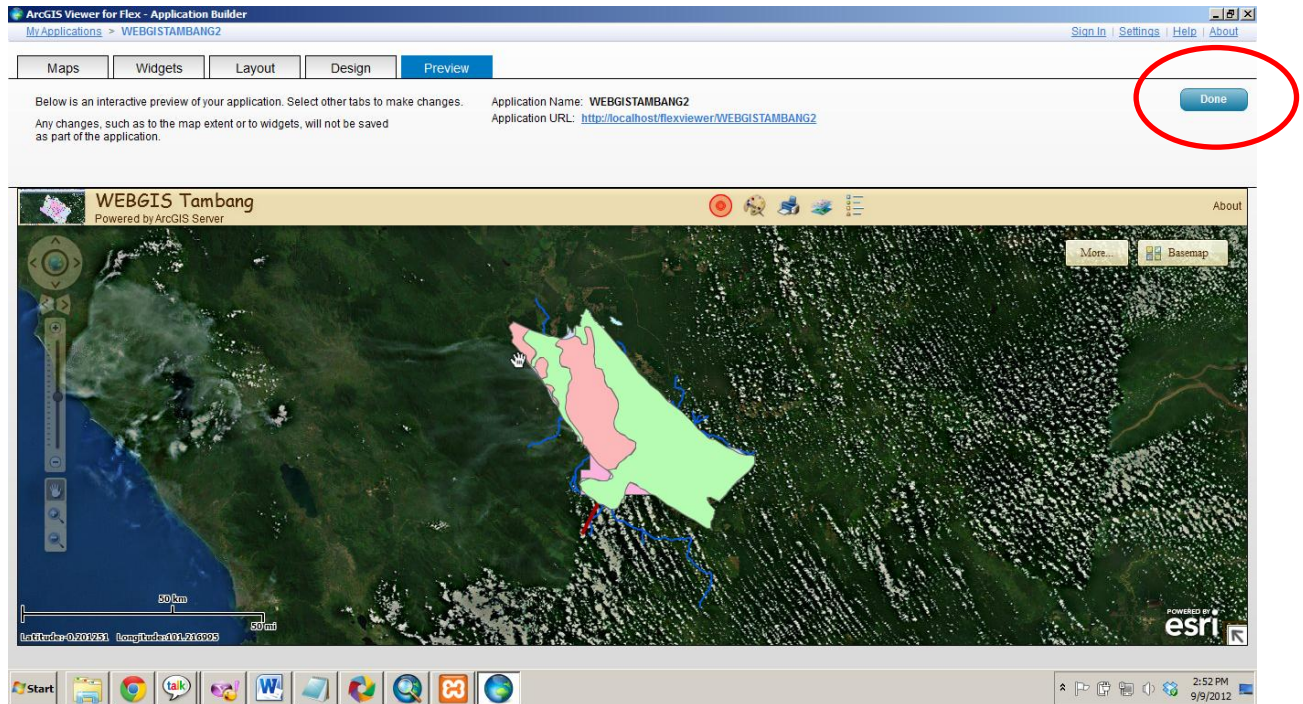 ArcGIS Viewer for Flex - Application Builder
My Applications > WEBGISTAMBANG2
Sign In | Settings | Help | About
Maps Widgets Layout Design Preview
Below is an interactive preview of your application. Select other tabs to make changes.
Any changes, such as to the map extent or to widgets, will not be saved
as part of the application.
Application Name: WEBGISTAMBANG2
Application URL: http://localhost/flexviewer/WEBGISTAMBANG2
Done
WEBGIS Tambang
Powered by ArcGIS Server
About
More...
Basemap
50 km
50 mi
Latitude:-0.201251 Longitude:101.216995
POWERED BY
esri
Start
talk
2:52 PM
9/9/2012